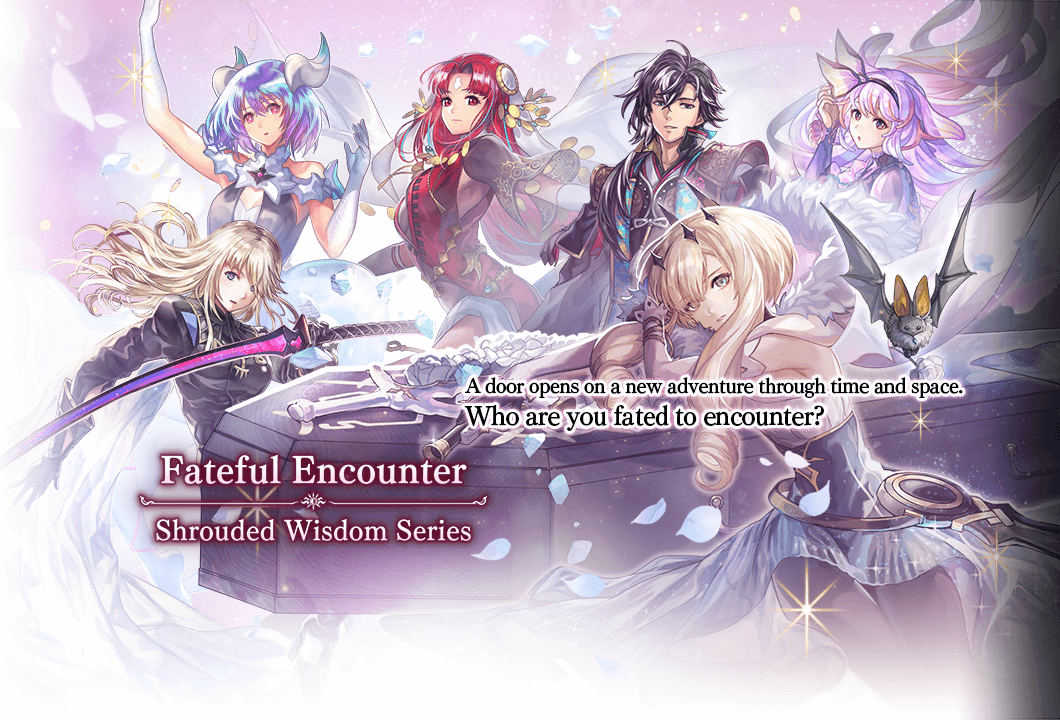 A door opens on a new adventure through time and space.
Who are you fated to encounter?
Fateful Encounter
Shrouded Wisdom Series